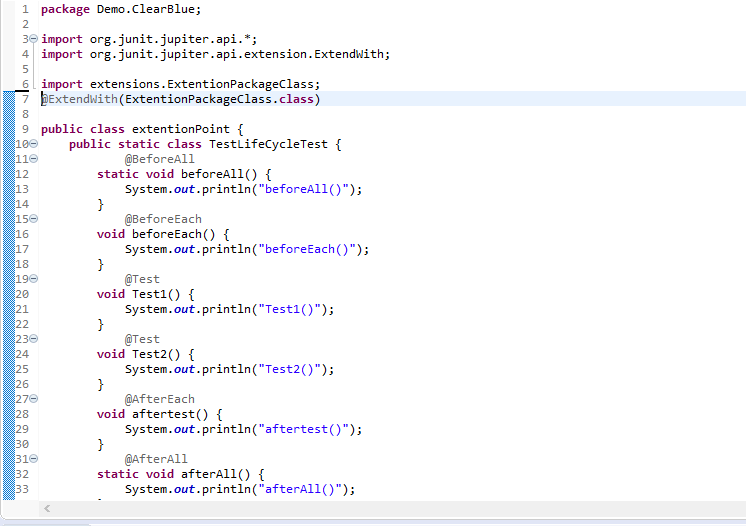 1 package Demo.ClearBlue;
2
3 import org.junit.jupiter.api.*;
4 import org.junit.jupiter.api.extension.ExtendWith;
5
6 import extensions.ExtentionPackageClass;
7 @ExtendWith(ExtentionPackageClass.class)
8
9 public class extentionPoint {
10 public static class TestLifeCycleTest {
11 @BeforeAll
12 static void beforeAll() {
13 System.out.println("beforeAll()");
14 }
15 @BeforeEach
16 void beforeEach() {
17 System.out.println("beforeEach()");
18 }
19 @Test
20 void Test1() {
21 System.out.println("Test1()");
22 }
23 @Test
24 void Test2() {
25 System.out.println("Test2()");
26 }
27 @AfterEach
28 void aftertest() {
29 System.out.println("aftertest()");
30 }
31 @AfterAll
32 static void afterAll() {
33 System.out.println("afterAll()");